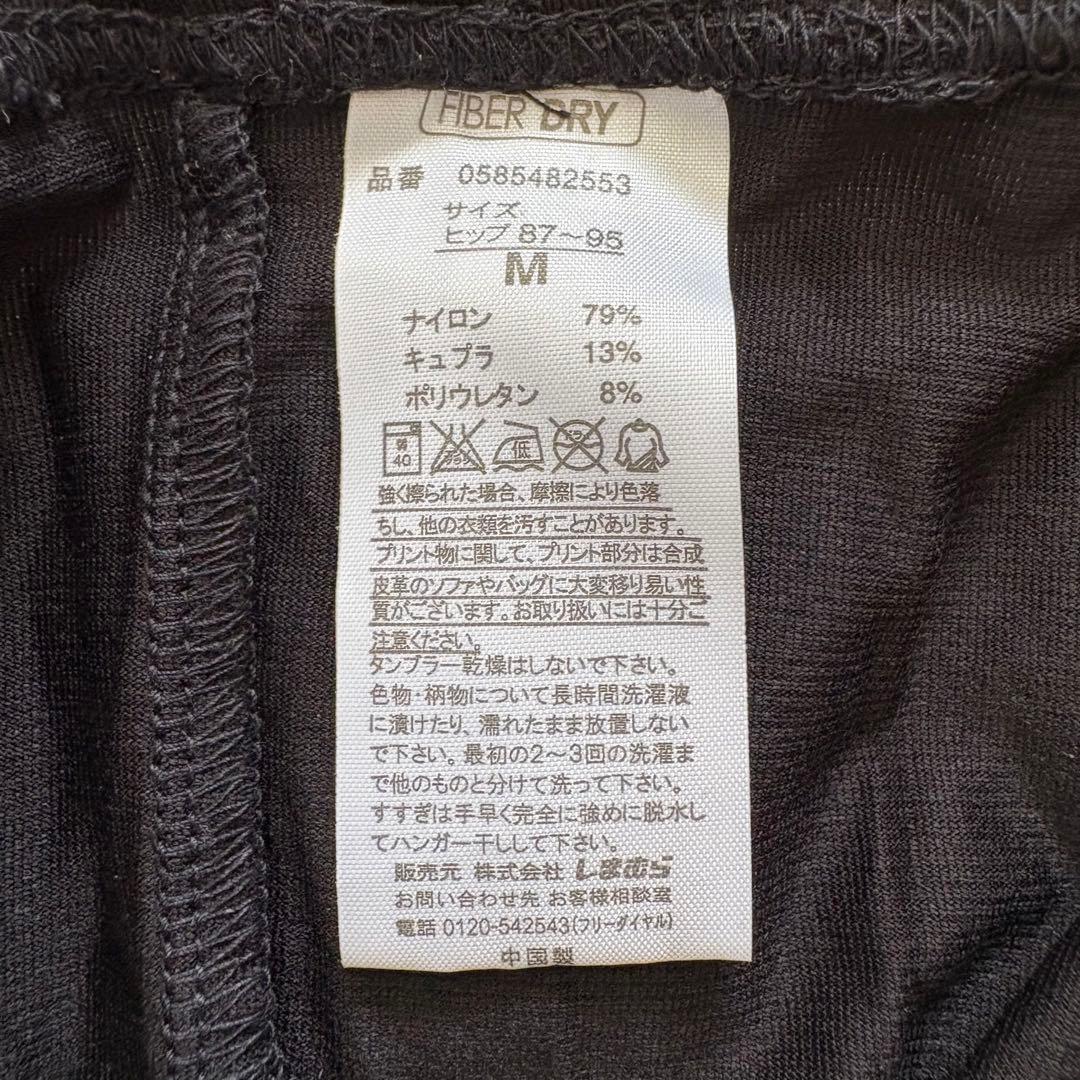 FIBER DRY
品番 0585482553
サイズ
ヒップ 87～95
M
ナイロン 79%
キュプラ 13%
ポリウレタン 8%
弱 40 低
強く擦られた場合、摩擦により色落
ちし、他の衣類を汚すことがあります。
プリント物に関して、プリント部分は合成
皮革のソファやバッグに大変移り易い性
質がございます。お取り扱いには十分ご
注意ください。
タンブラー乾燥はしないで下さい。
色物・柄物について長時間洗濯液
に漬けたり、濡れたまま放置しない
で下さい。最初の2～3回の洗濯ま
で他のものと分けて洗って下さい。
すすぎは手早く完全に強めに脱水し
てハンガー干しして下さい。
販売元 株式会社 しまむら
お問い合わせ先 お客様相談室
電話 0120-542543(フリーダイヤル)
中国製